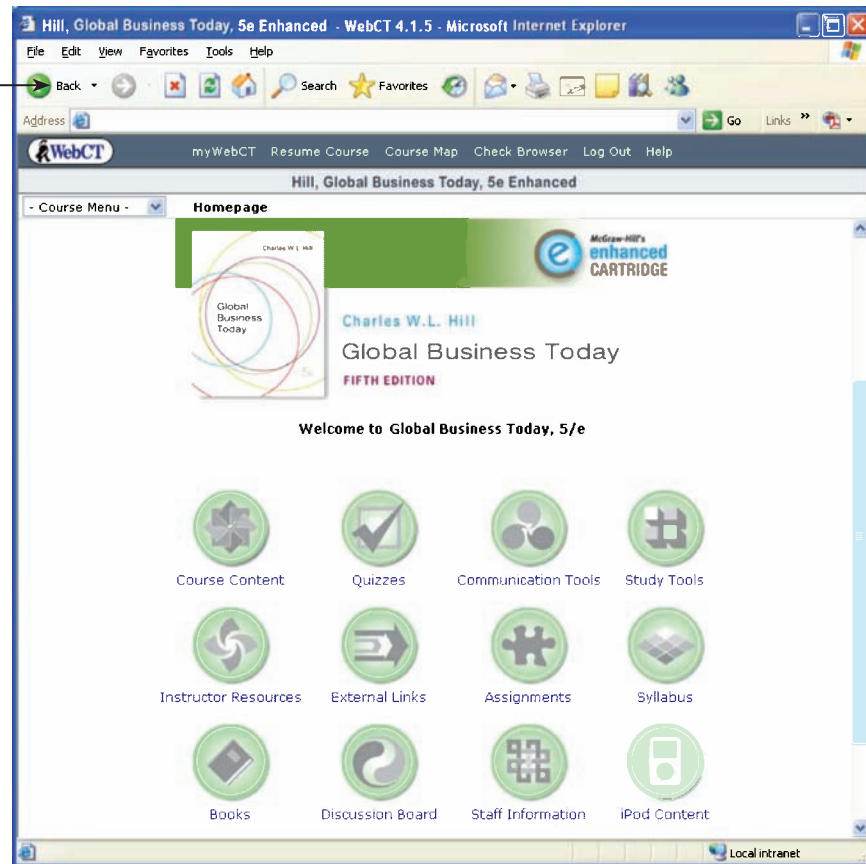 Hill, Global Business Today, 5e Enhanced - WebCT 4.1.5 - Microsoft Internet Explorer
File Edit View Favorites Tools Help
Back Search Favorites
Address Go Links »
WebCT myWebCT Resume Course Course Map Check Browser Log Out Help
Hill, Global Business Today, 5e Enhanced
- Course Menu - Homepage
Charles W.L. Hill
Global
Business
Today
5e
McGraw-Hill's
enhanced
CARTRIDGE
Charles W.L. Hill
Global Business Today
FIFTH EDITION
Welcome to Global Business Today, 5/e
Course Content Quizzes Communication Tools Study Tools
Instructor Resources External Links Assignments Syllabus
Books Discussion Board Staff Information iPod Content
Local intranet